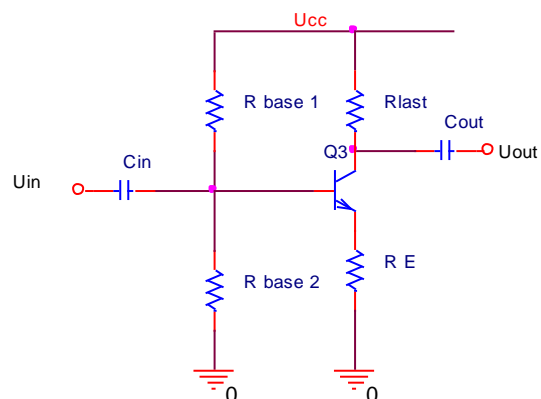 Ucc
R base 1
Rlast
Cout
Q3
Uout
Cin
Uin
R base 2
R E
0
0